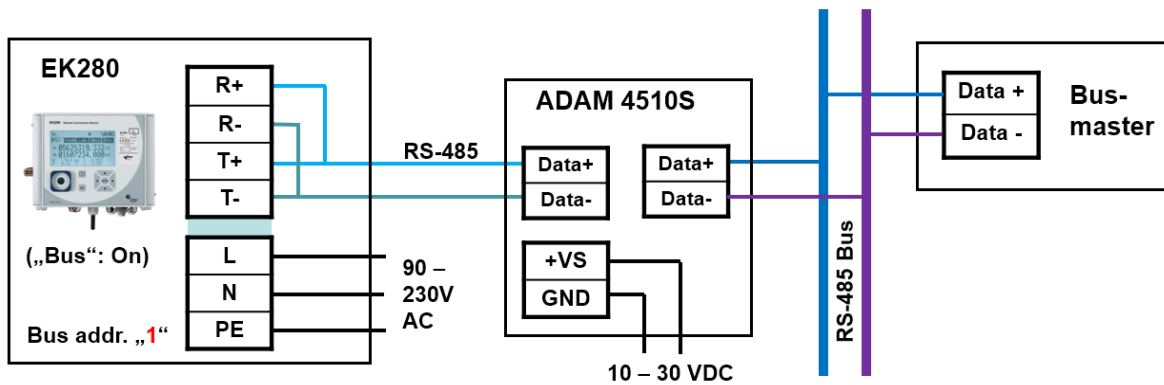 EK280
R+
R-
T+
T-
L
N
PE
(„Bus“: On)
Bus addr. „1“
90 –
230V
AC
RS-485
ADAM 4510S
Data+
Data-
Data+
Data-
+VS
GND
10 – 30 VDC
RS-485 Bus
Data +
Data -
Bus-
master